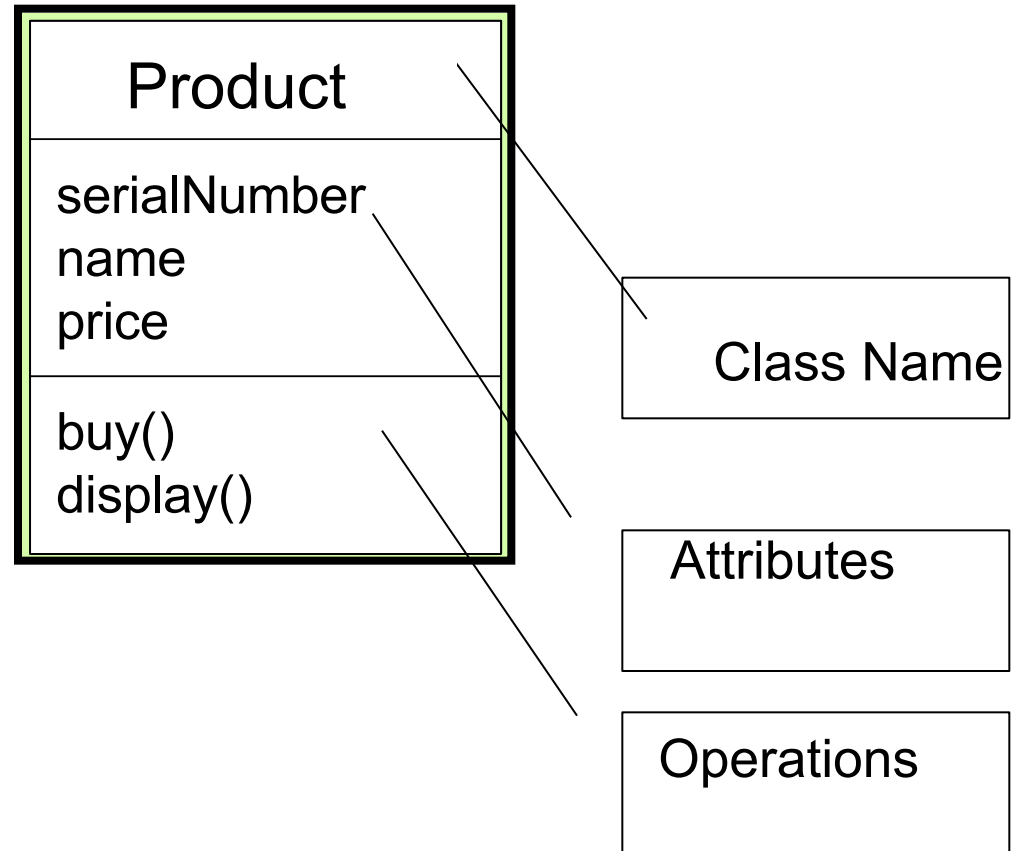 Product
serialNumber
name
price
buy()
display()
Class Name
Attributes
Operations